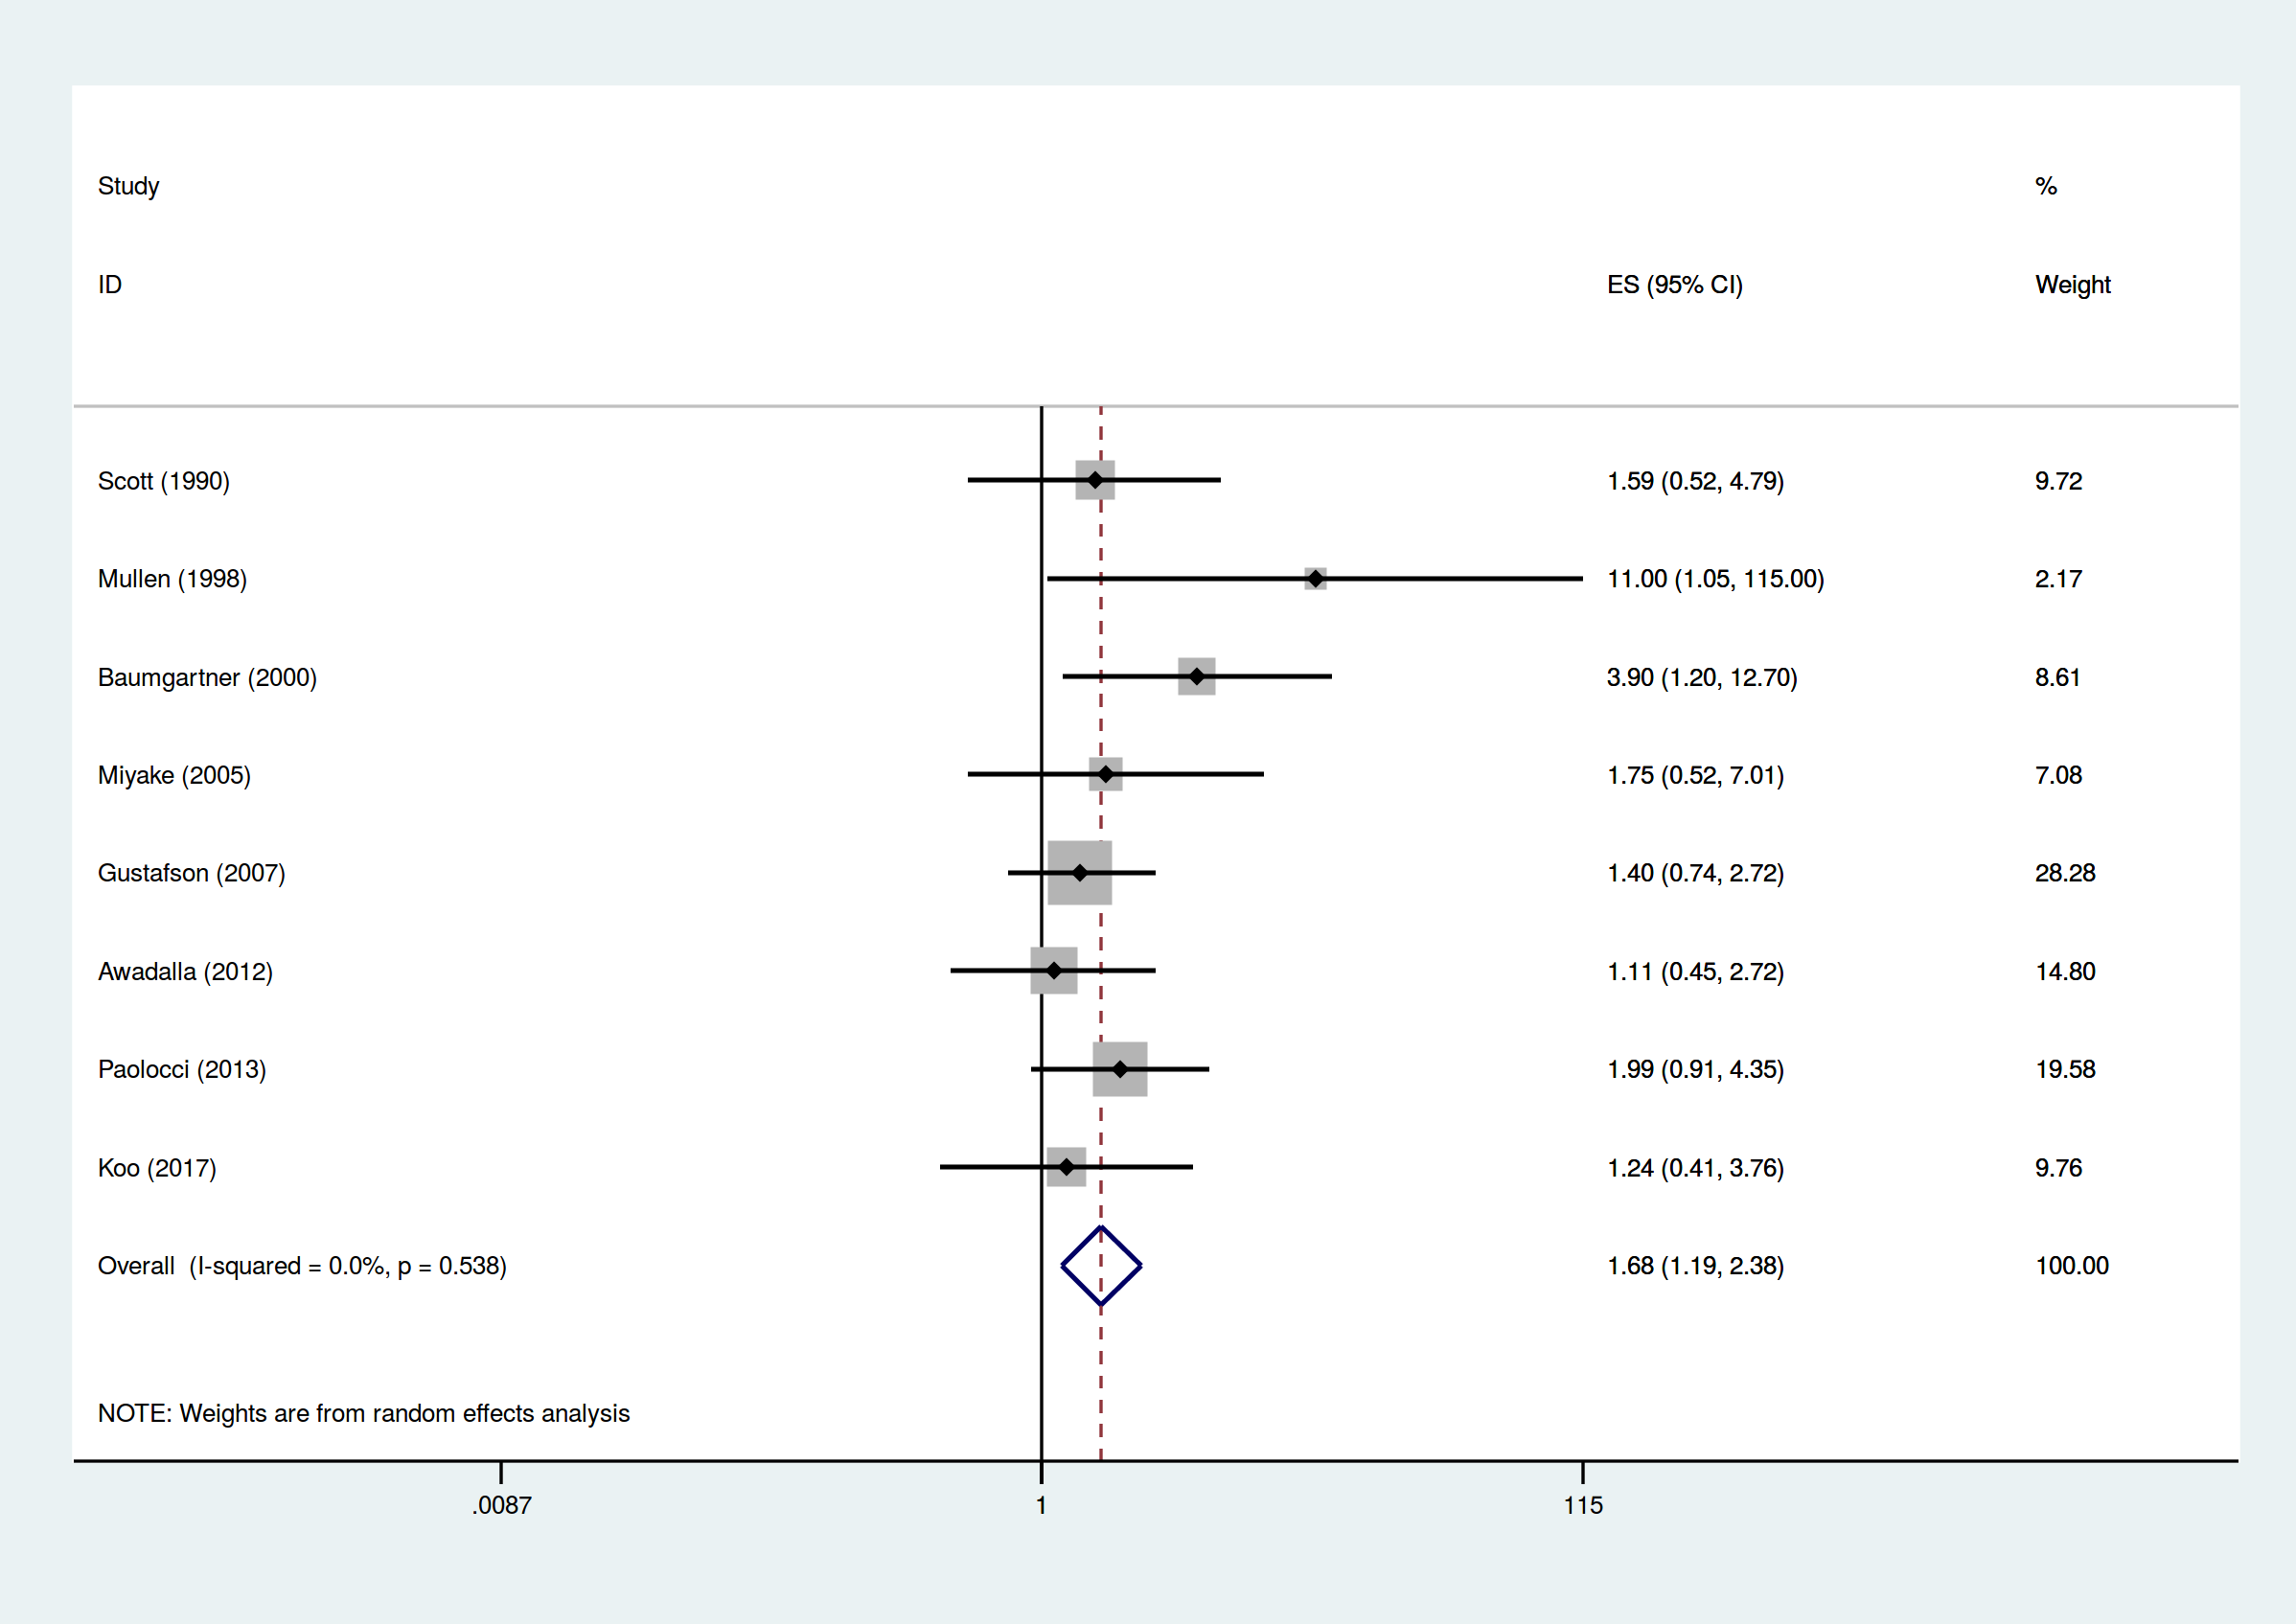 Study %
ID ES (95% CI) Weight
Scott (1990) 1.59 (0.52, 4.79) 9.72
Mullen (1998) 11.00 (1.05, 115.00) 2.17
Baumgartner (2000) 3.90 (1.20, 12.70) 8.61
Miyake (2005) 1.75 (0.52, 7.01) 7.08
Gustafson (2007) 1.40 (0.74, 2.72) 28.28
Awadalla (2012) 1.11 (0.45, 2.72) 14.80
Paolocci (2013) 1.99 (0.91, 4.35) 19.58
Koo (2017) 1.24 (0.41, 3.76) 9.76
Overall (I-squared = 0.0%, p = 0.538) 1.68 (1.19, 2.38) 100.00
NOTE: Weights are from random effects analysis
.0087 1 115